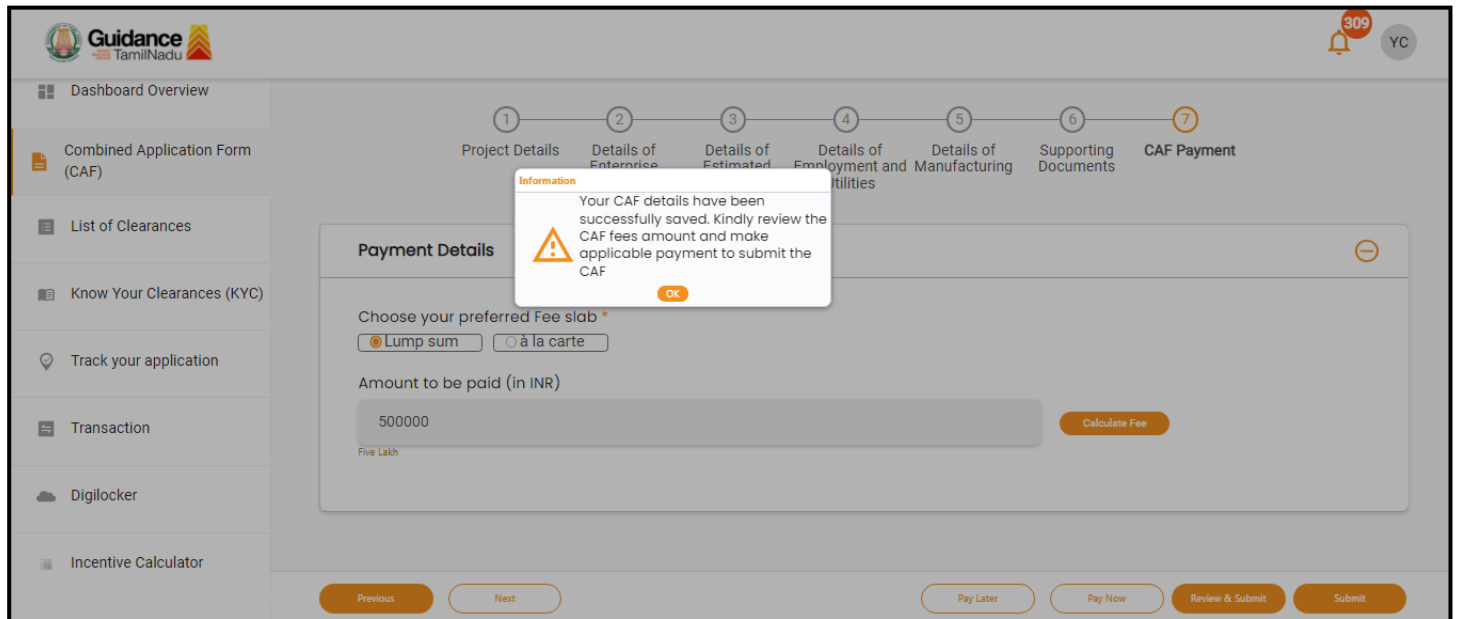 Guidance
TamilNadu
309
YC
Dashboard Overview
Combined Application Form
(CAF)
List of Clearances
Know Your Clearances (KYC)
Track your application
Transaction
Digilocker
Incentive Calculator
1
2
3
4
5
6
7
Project Details
Details of
Enterprise
Details of
Estimated
Details of
Employment and
Utilities
Details of
Manufacturing
Supporting
Documents
CAF Payment
Information
Your CAF details have been
successfully saved. Kindly review the
CAF fees amount and make
applicable payment to submit the
CAF
OK
Payment Details
Choose your preferred Fee slab *
Lump sum
à la carte
Amount to be paid (in INR)
500000
Calculate Fee
Five Lakh
Previous
Next
Pay Later
Pay Now
Review & Submit
Submit